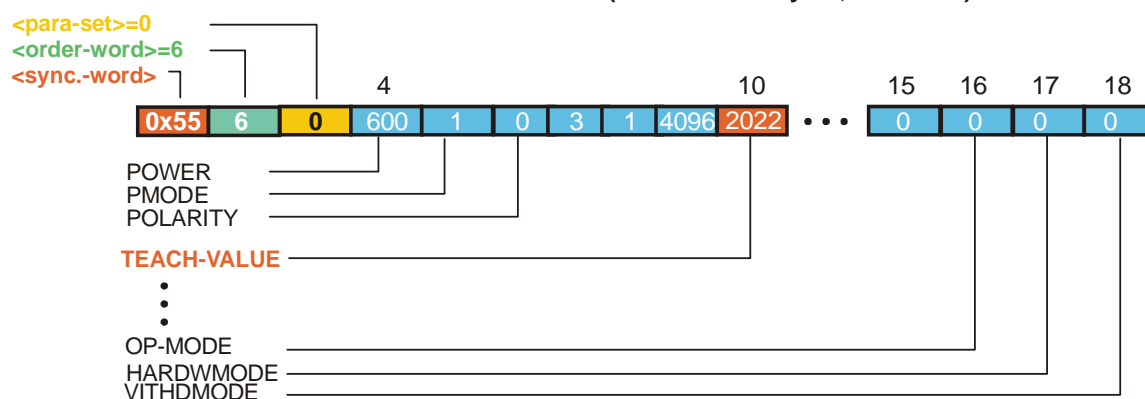 <para-set>=0
<order-word>=6
<sync.-word>
4 10 15 16 17 18
0x55 6 0 600 1 0 3 1 4096 2022 • • • 0 0 0 0
POWER
PMODE
POLARITY
TEACH-VALUE
OP-MODE
HARDWMODE
VITHDMODE